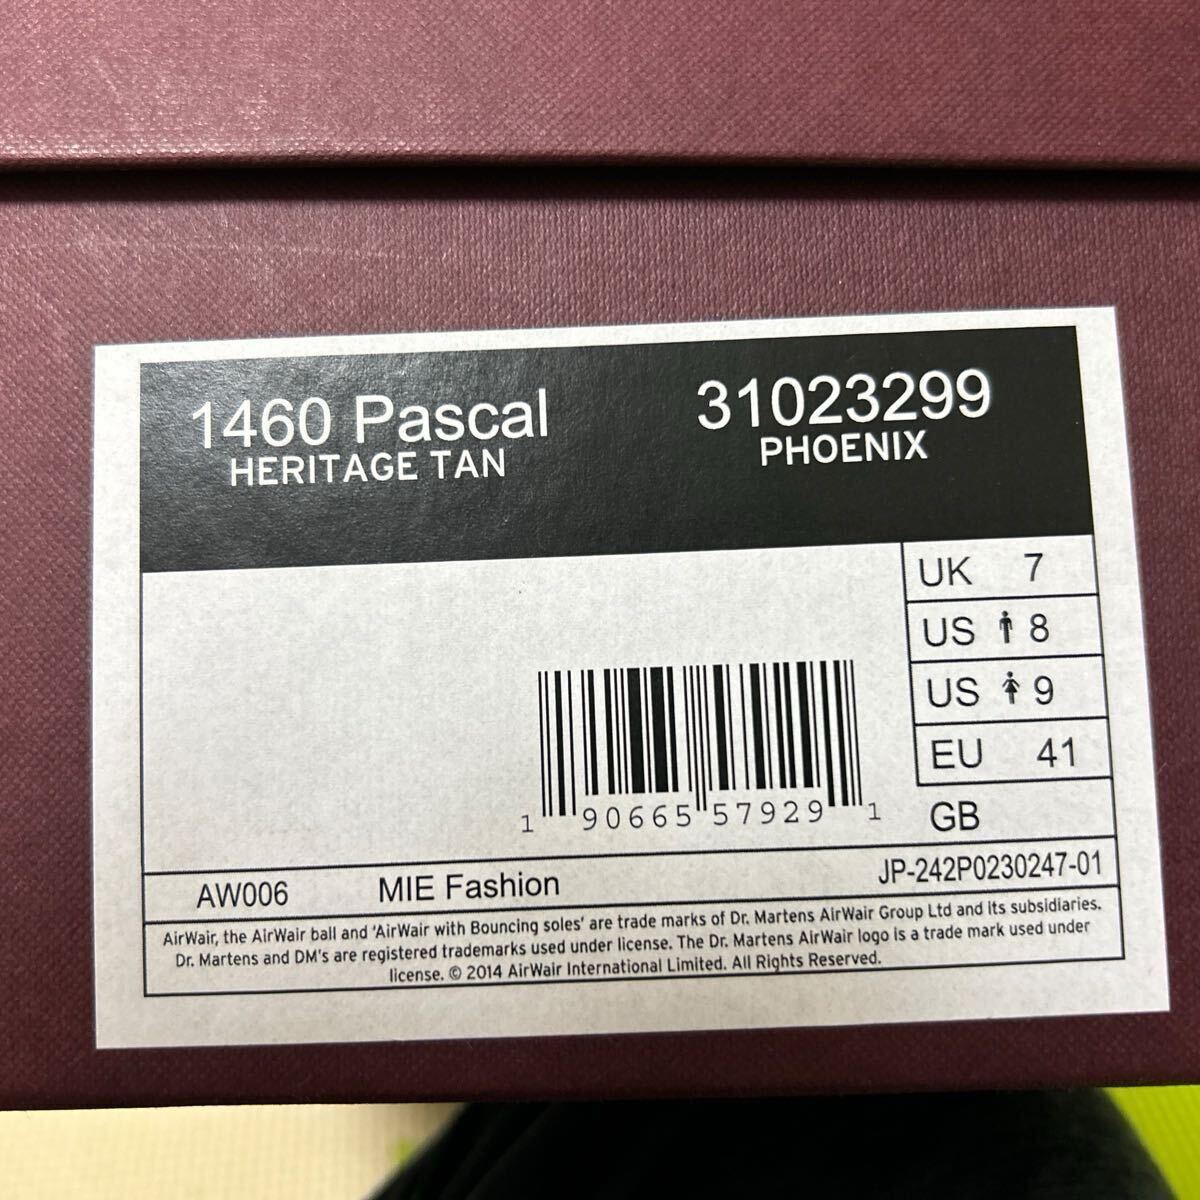 1460 Pascal 31023299
HERITAGE TAN PHOENIX
UK 7
US 8
US 9
EU 41
GB
1 90665 57929 1
AW006 MIE Fashion JP-242P0230247-01
AirWair, the AirWair ball and 'AirWair with Bouncing soles' are trade marks of Dr. Martens AirWair Group Ltd and its subsidiaries.
Dr. Martens and DM's are registered trademarks used under license. The Dr. Martens AirWair logo is a trade mark used under
license. © 2014 AirWair International Limited. All Rights Reserved.